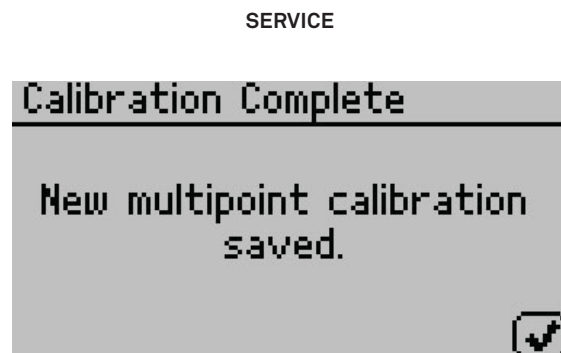 SERVICE
Calibration Complete
New multipoint calibration
saved.